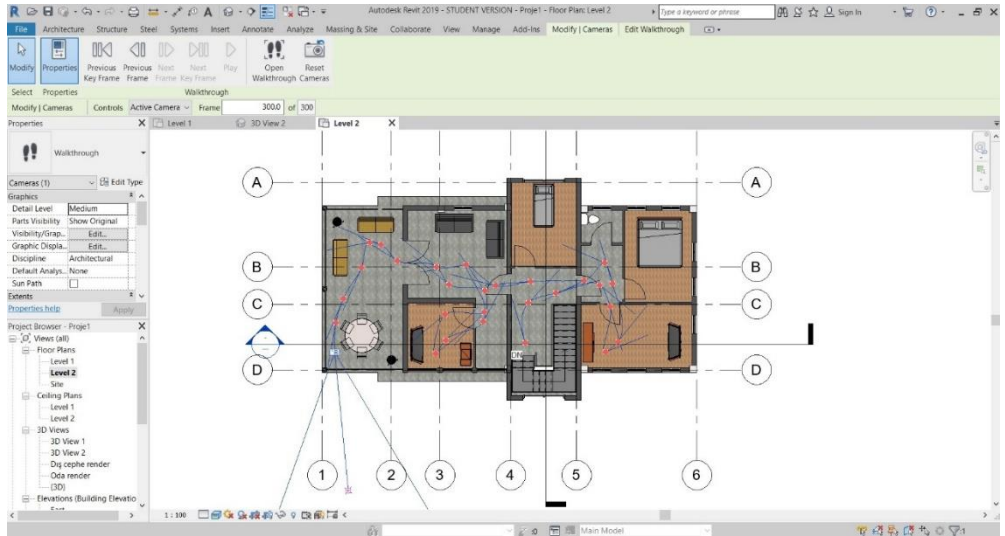 Autodesk Revit 2019 - STUDENT VERSION - Proje1 - Floor Plan: Level 2
Type a keyword or phrase
Sign In
File Architecture Structure Steel Systems Insert Annotate Analyze Massing & Site Collaborate View Manage Add-Ins Modify | Cameras Edit Walkthrough
Modify Properties Previous Key Frame Previous Frame Next Frame Next Key Frame Play Open Walkthrough Reset Cameras
Select Properties Walkthrough
Modify | Cameras Controls Active Camera Frame 300.0 of 300
Properties
Level 1 3D View 2 Level 2
Walkthrough
Cameras (1) Edit Type
Graphics
Detail Level Medium
Parts Visibility Show Original
Visibility/Grap... Edit...
Graphic Displa... Edit...
Discipline Architectural
Default Analys... None
Sun Path
Extents
Properties help Apply
Project Browser - Proje1
Views (all)
Floor Plans
Level 1
Level 2
Site
Ceiling Plans
Level 1
Level 2
3D Views
3D View 1
3D View 2
Dış cephe render
Oda render
{3D}
Elevations (Building Elevatio
East
A A
B B
C C
D D
DN
1 2 3 4 5 6
1 : 100
:0 Main Model
:1